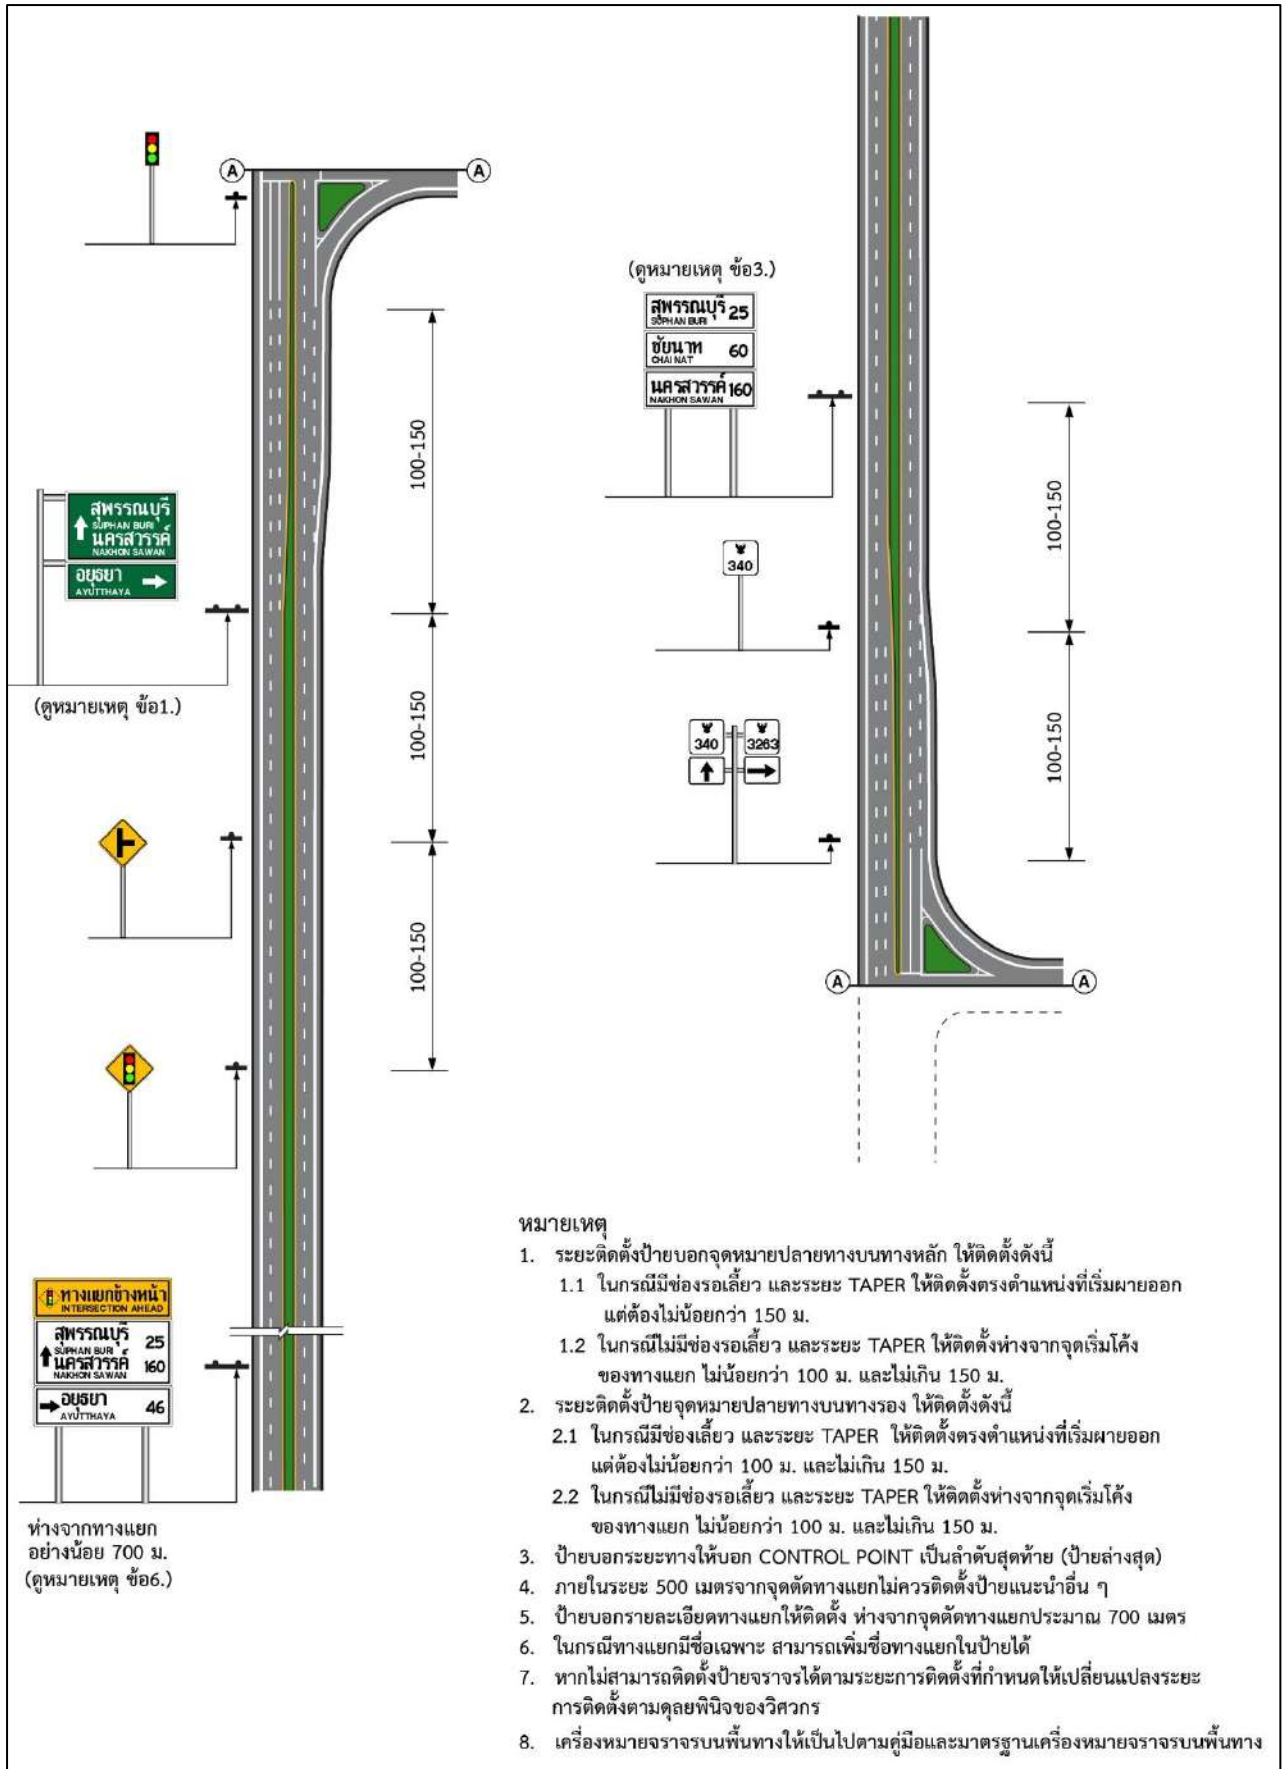 A
A
100-150
สุพรรณบุรี
SUPHAN BURI
นครสวรรค์
NAKHON SAWAN
อยุธยา
AYUTTHAYA
(ดูหมายเหตุ ข้อ1.)
100-150
100-150
ทางแยกข้างหน้า
INTERSECTION AHEAD
สุพรรณบุรี 25
SUPHAN BURI
นครสวรรค์ 160
NAKHON SAWAN
อยุธยา 46
AYUTTHAYA
ห่างจากทางแยก
อย่างน้อย 700 ม.
(ดูหมายเหตุ ข้อ6.)
(ดูหมายเหตุ ข้อ3.)
สุพรรณบุรี 25
SUPHAN BURI
ชัยนาท 60
CHAI NAT
นครสวรรค์ 160
NAKHON SAWAN
100-150
340
340 3263
100-150
A
A
หมายเหตุ
1. ระยะติดตั้งป้ายบอกจุดหมายปลายทางบนทางหลัก ให้ติดตั้งดังนี้
1.1 ในกรณีมีช่องรอเลี้ยว และระยะ TAPER ให้ติดตั้งตรงตำแหน่งที่เริ่มผายออก
แต่ต้องไม่น้อยกว่า 150 ม.
1.2 ในกรณีไม่มีช่องรอเลี้ยว และระยะ TAPER ให้ติดตั้งห่างจากจุดเริ่มโค้ง
ของทางแยก ไม่น้อยกว่า 100 ม. และไม่เกิน 150 ม.
2. ระยะติดตั้งป้ายจุดหมายปลายทางบนทางรอง ให้ติดตั้งดังนี้
2.1 ในกรณีมีช่องเลี้ยว และระยะ TAPER ให้ติดตั้งตรงตำแหน่งที่เริ่มผายออก
แต่ต้องไม่น้อยกว่า 100 ม. และไม่เกิน 150 ม.
2.2 ในกรณีไม่มีช่องรอเลี้ยว และระยะ TAPER ให้ติดตั้งห่างจากจุดเริ่มโค้ง
ของทางแยก ไม่น้อยกว่า 100 ม. และไม่เกิน 150 ม.
3. ป้ายบอกระยะทางให้บอก CONTROL POINT เป็นลำดับสุดท้าย (ป้ายล่างสุด)
4. ภายในระยะ 500 เมตรจากจุดตัดทางแยกไม่ควรติดตั้งป้ายแนะนำอื่น ๆ
5. ป้ายบอกรายละเอียดทางแยกให้ติดตั้ง ห่างจากจุดตัดทางแยกประมาณ 700 เมตร
6. ในกรณีทางแยกมีชื่อเฉพาะ สามารถเพิ่มชื่อทางแยกในป้ายได้
7. หากไม่สามารถติดตั้งป้ายจราจรได้ตามระยะการติดตั้งที่กำหนดให้เปลี่ยนแปลงระยะ
การติดตั้งตามดุลยพินิจของวิศวกร
8. เครื่องหมายจราจรบนพื้นทางให้เป็นไปตามคู่มือและมาตรฐานเครื่องหมายจราจรบนพื้นทาง